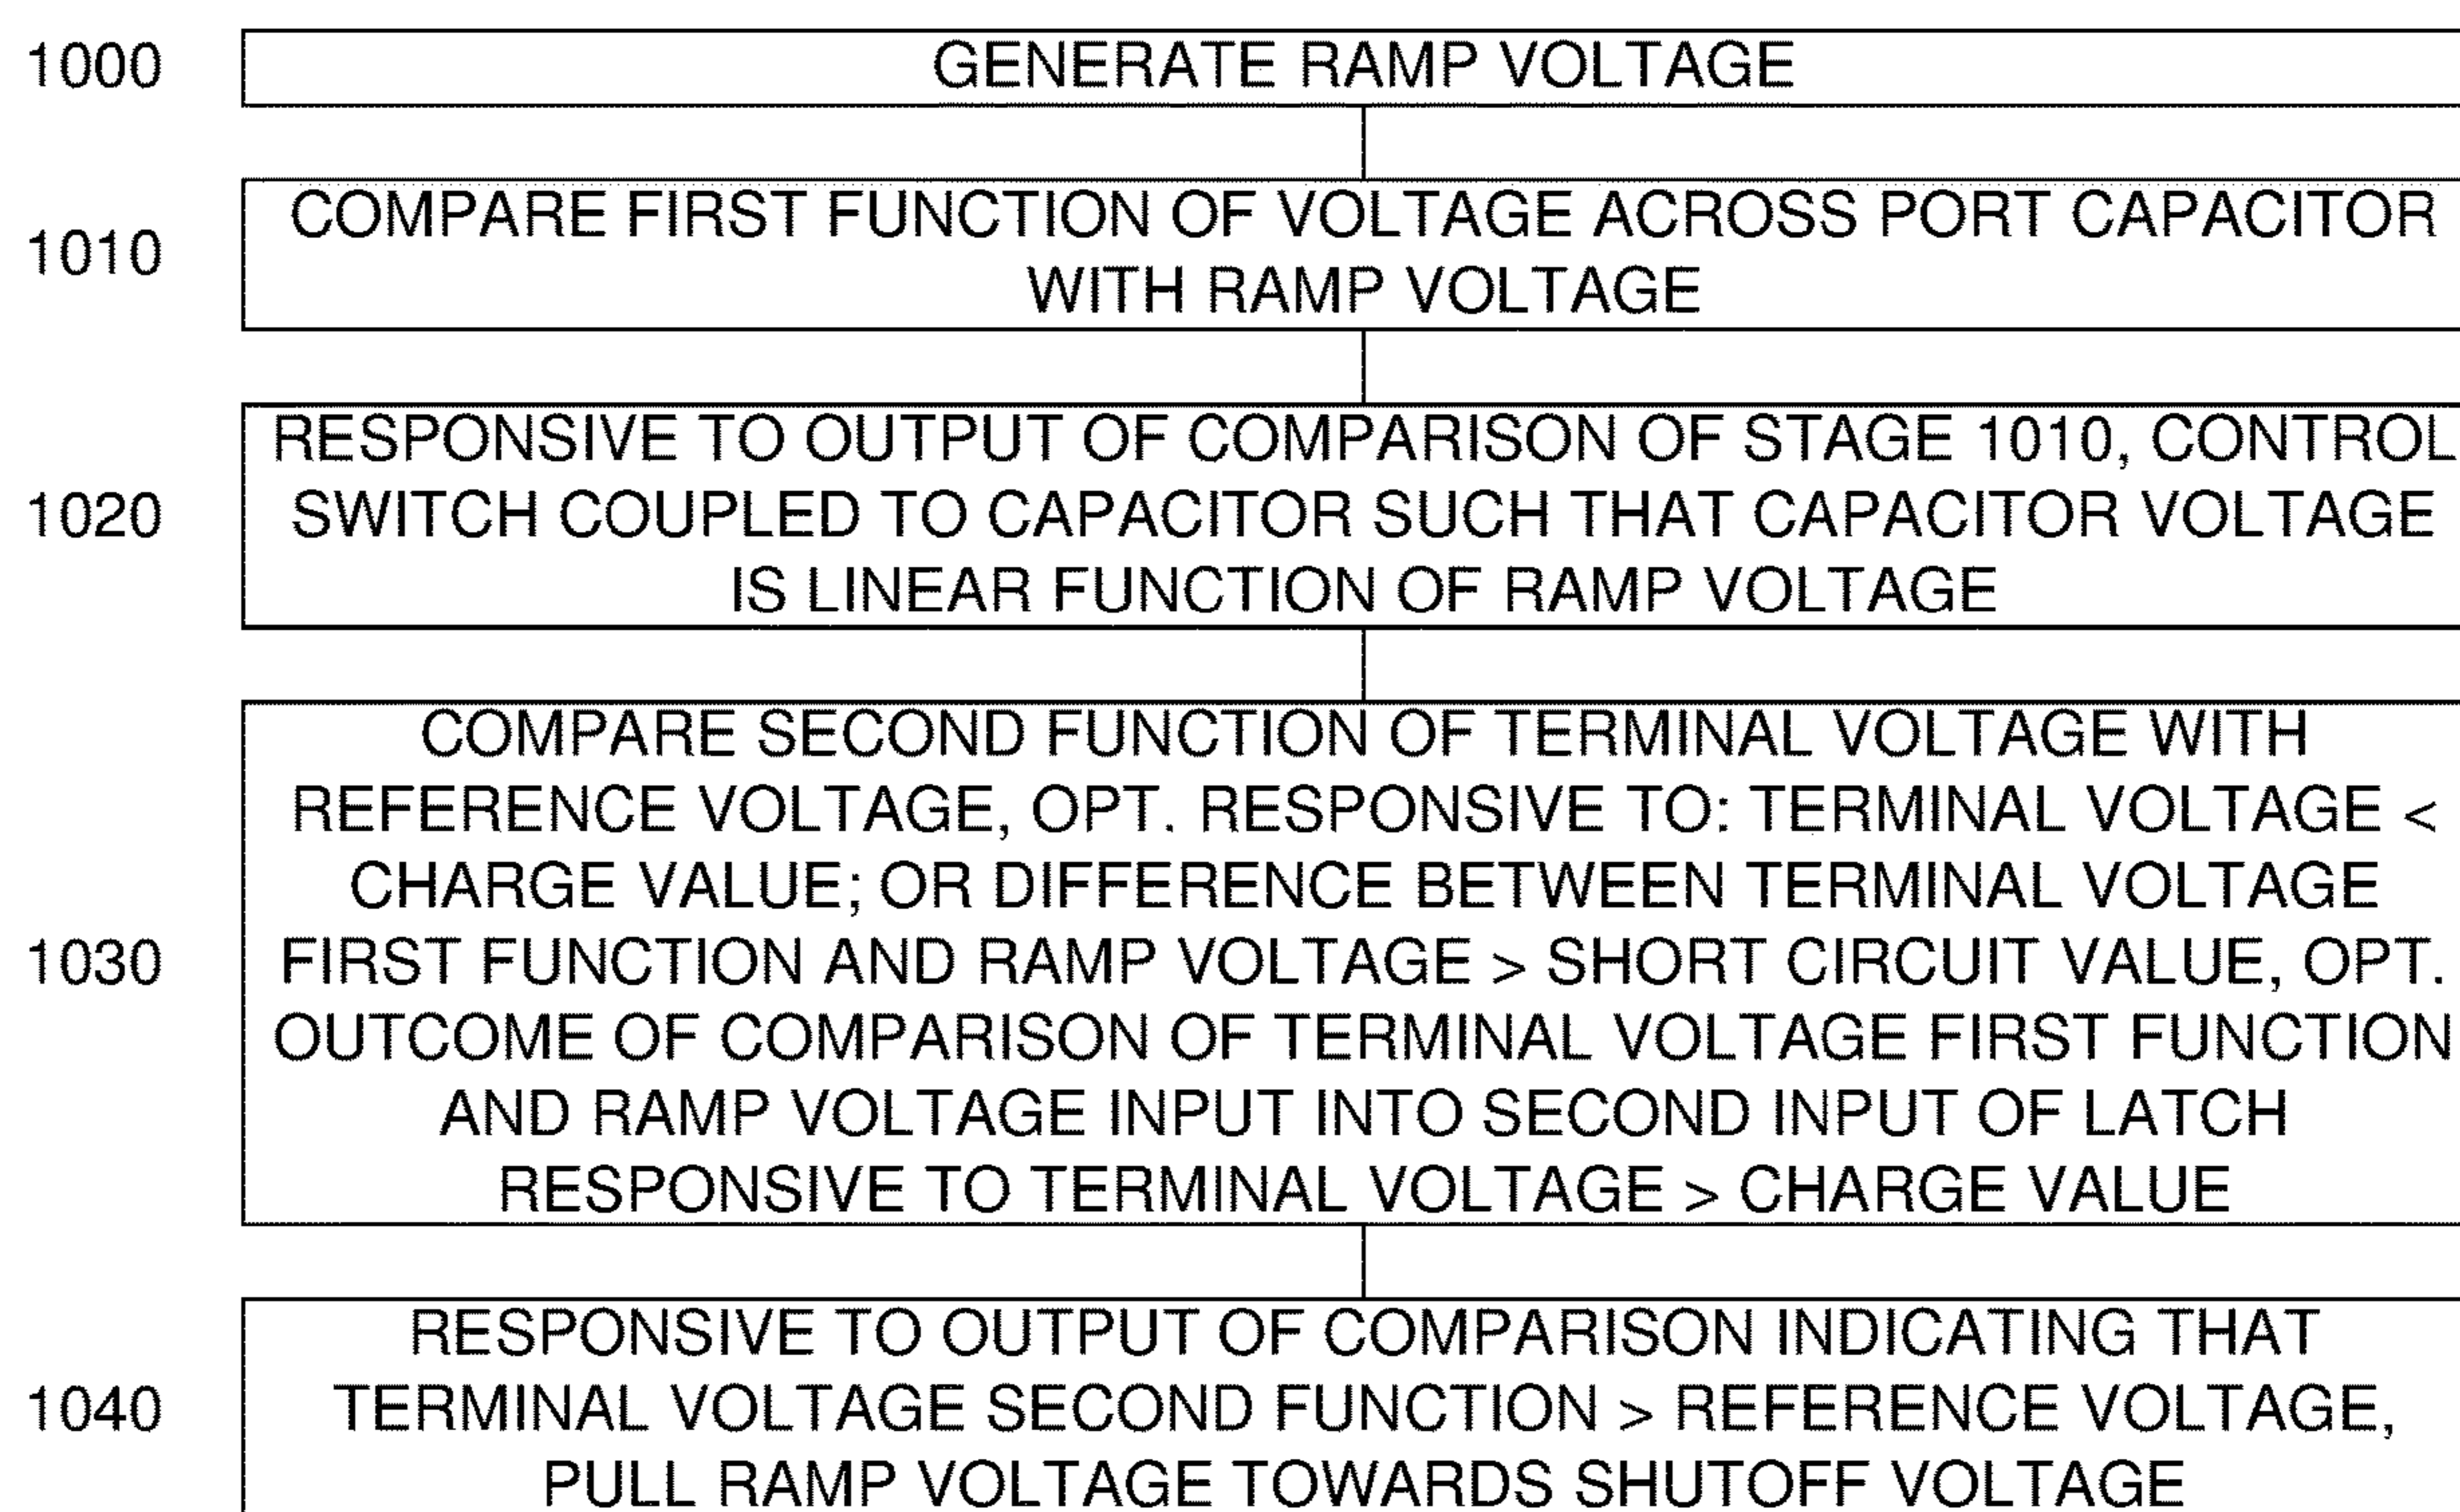 1000
GENERATE RAMP VOLTAGE
1010
COMPARE FIRST FUNCTION OF VOLTAGE ACROSS PORT CAPACITOR
WITH RAMP VOLTAGE
1020
RESPONSIVE TO OUTPUT OF COMPARISON OF STAGE 1010, CONTROL
SWITCH COUPLED TO CAPACITOR SUCH THAT CAPACITOR VOLTAGE
IS LINEAR FUNCTION OF RAMP VOLTAGE
1030
COMPARE SECOND FUNCTION OF TERMINAL VOLTAGE WITH
REFERENCE VOLTAGE, OPT. RESPONSIVE TO: TERMINAL VOLTAGE <
CHARGE VALUE; OR DIFFERENCE BETWEEN TERMINAL VOLTAGE
FIRST FUNCTION AND RAMP VOLTAGE > SHORT CIRCUIT VALUE, OPT.
OUTCOME OF COMPARISON OF TERMINAL VOLTAGE FIRST FUNCTION
AND RAMP VOLTAGE INPUT INTO SECOND INPUT OF LATCH
RESPONSIVE TO TERMINAL VOLTAGE > CHARGE VALUE
1040
RESPONSIVE TO OUTPUT OF COMPARISON INDICATING THAT
TERMINAL VOLTAGE SECOND FUNCTION > REFERENCE VOLTAGE,
PULL RAMP VOLTAGE TOWARDS SHUTOFF VOLTAGE